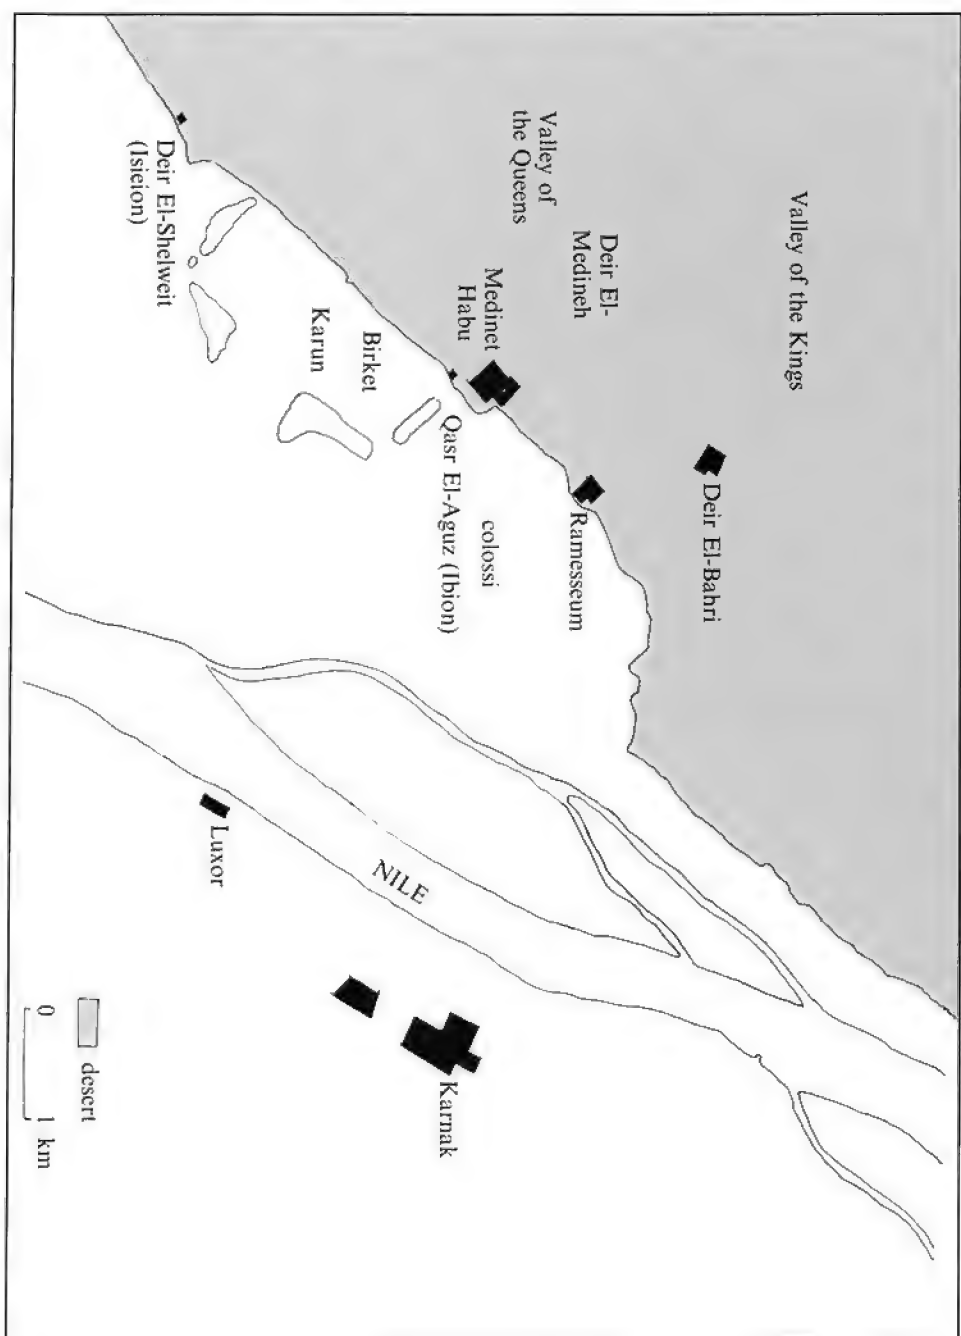 Valley of the Kings
Deir El-Bahri
Deir El-
Medineh
Valley of
the Queens
Ramesseum
Medinet
Habu
colossi
Qasr El-Aguz (Ibion)
Birket
Karun
Deir El-Shelweit
(Isieion)
NILE
Luxor
Karnak
desert
0 1 km